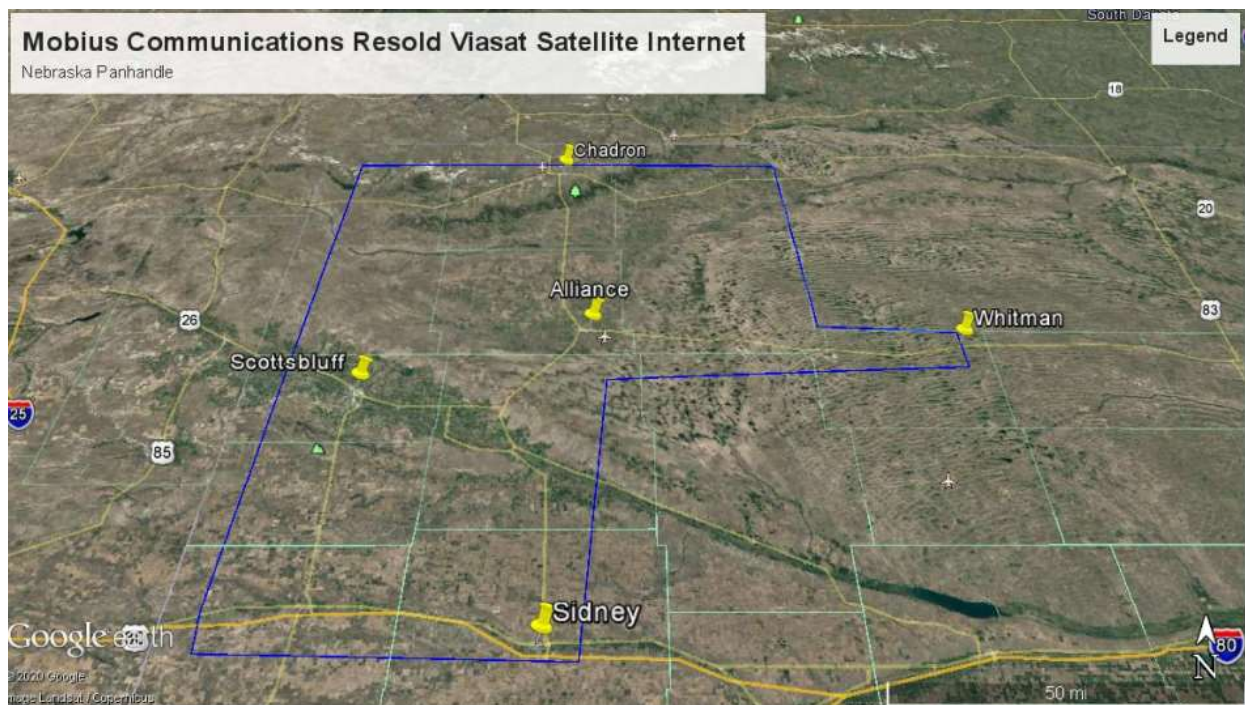 Mobius Communications Resold Viasat Satellite Internet
Nebraska Panhandle
Legend
South Dakota
18
Chadron
20
Alliance
26
83
Whitman
Scottsbluff
25
85
Sidney
Google earth
80
N
© 2020 Google
Image Landsat / Copernicus
50 mi